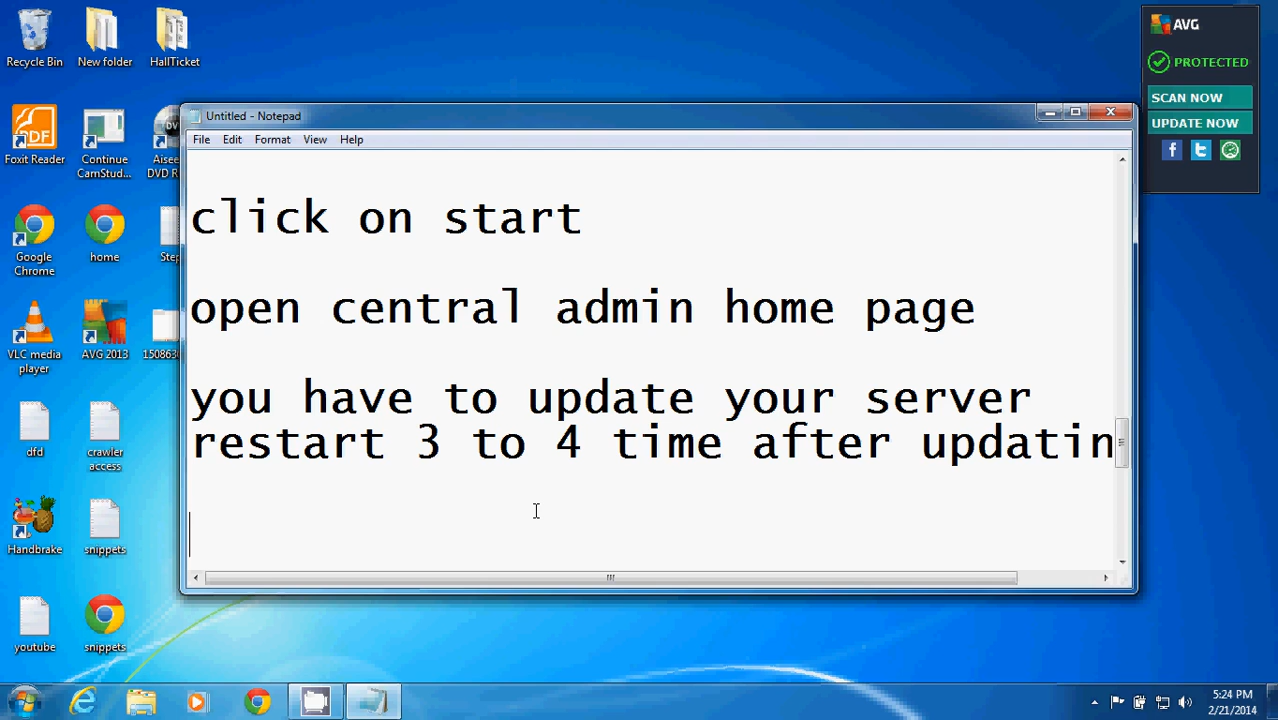 Recycle Bin
New folder
HallTicket
AVG
PROTECTED
SCAN NOW
UPDATE NOW
Untitled - Notepad
File Edit Format View Help
click on start
open central admin home page
you have to update your server
restart 3 to 4 time after updatin
PDF
Foxit Reader
Continue
CamStud...
DVD R
Google
Chrome
home
Step
VLC media
player
AVG 2013
dfd
crawler
access
Handbrake
snippets
youtube
snippets
5:24 PM
2/21/2014